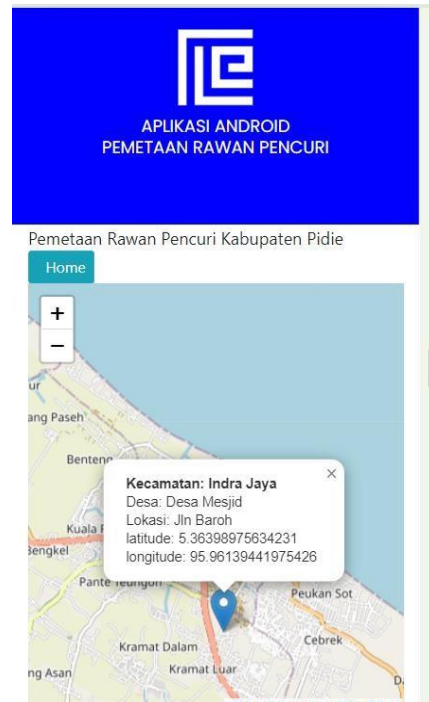 APLIKASI ANDROID
PEMETAAN RAWAN PENCURI
Pemetaan Rawan Pencuri Kabupaten Pidie
Home
+
−
ur
ang Paseh
Benteng
Kecamatan: Indra Jaya
×
Desa: Desa Mesjid
Lokasi: Jln Baroh
latitude: 5.36398975634231
longitude: 95.96139441975426
Kuala
Bengkel
Pante Teungoh
Peukan Sot
Kramat Dalam
Cebrek
ng Asan
Kramat Luar
D